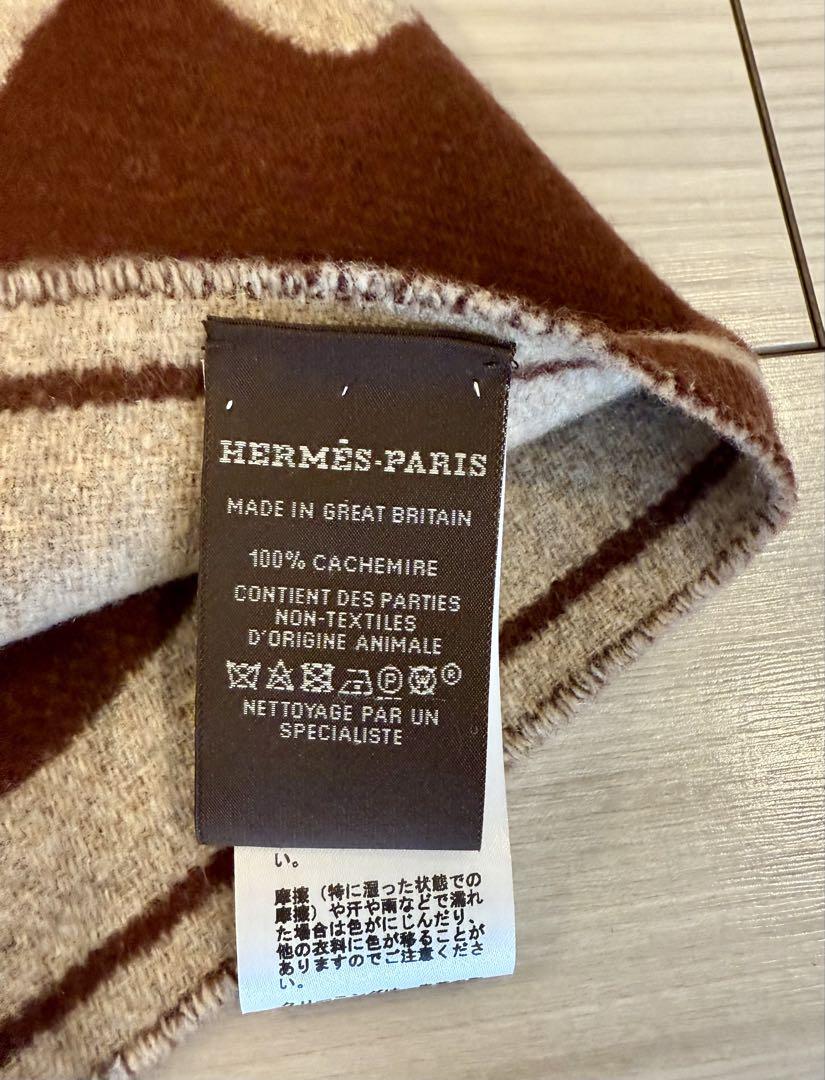 HERMÈS-PARIS
MADE IN GREAT BRITAIN
100% CACHEMIRE
CONTIENT DES PARTIES
NON-TEXTILES
D'ORIGINE ANIMALE
P ®
NETTOYAGE PAR UN
SPECIALISTE
い。
摩擦（特に湿った状態での
摩擦）や汗や雨などで濡れ
た場合は色がにじんだり、
他の衣料に色が移ることが
ありますのでご注意くださ
い。